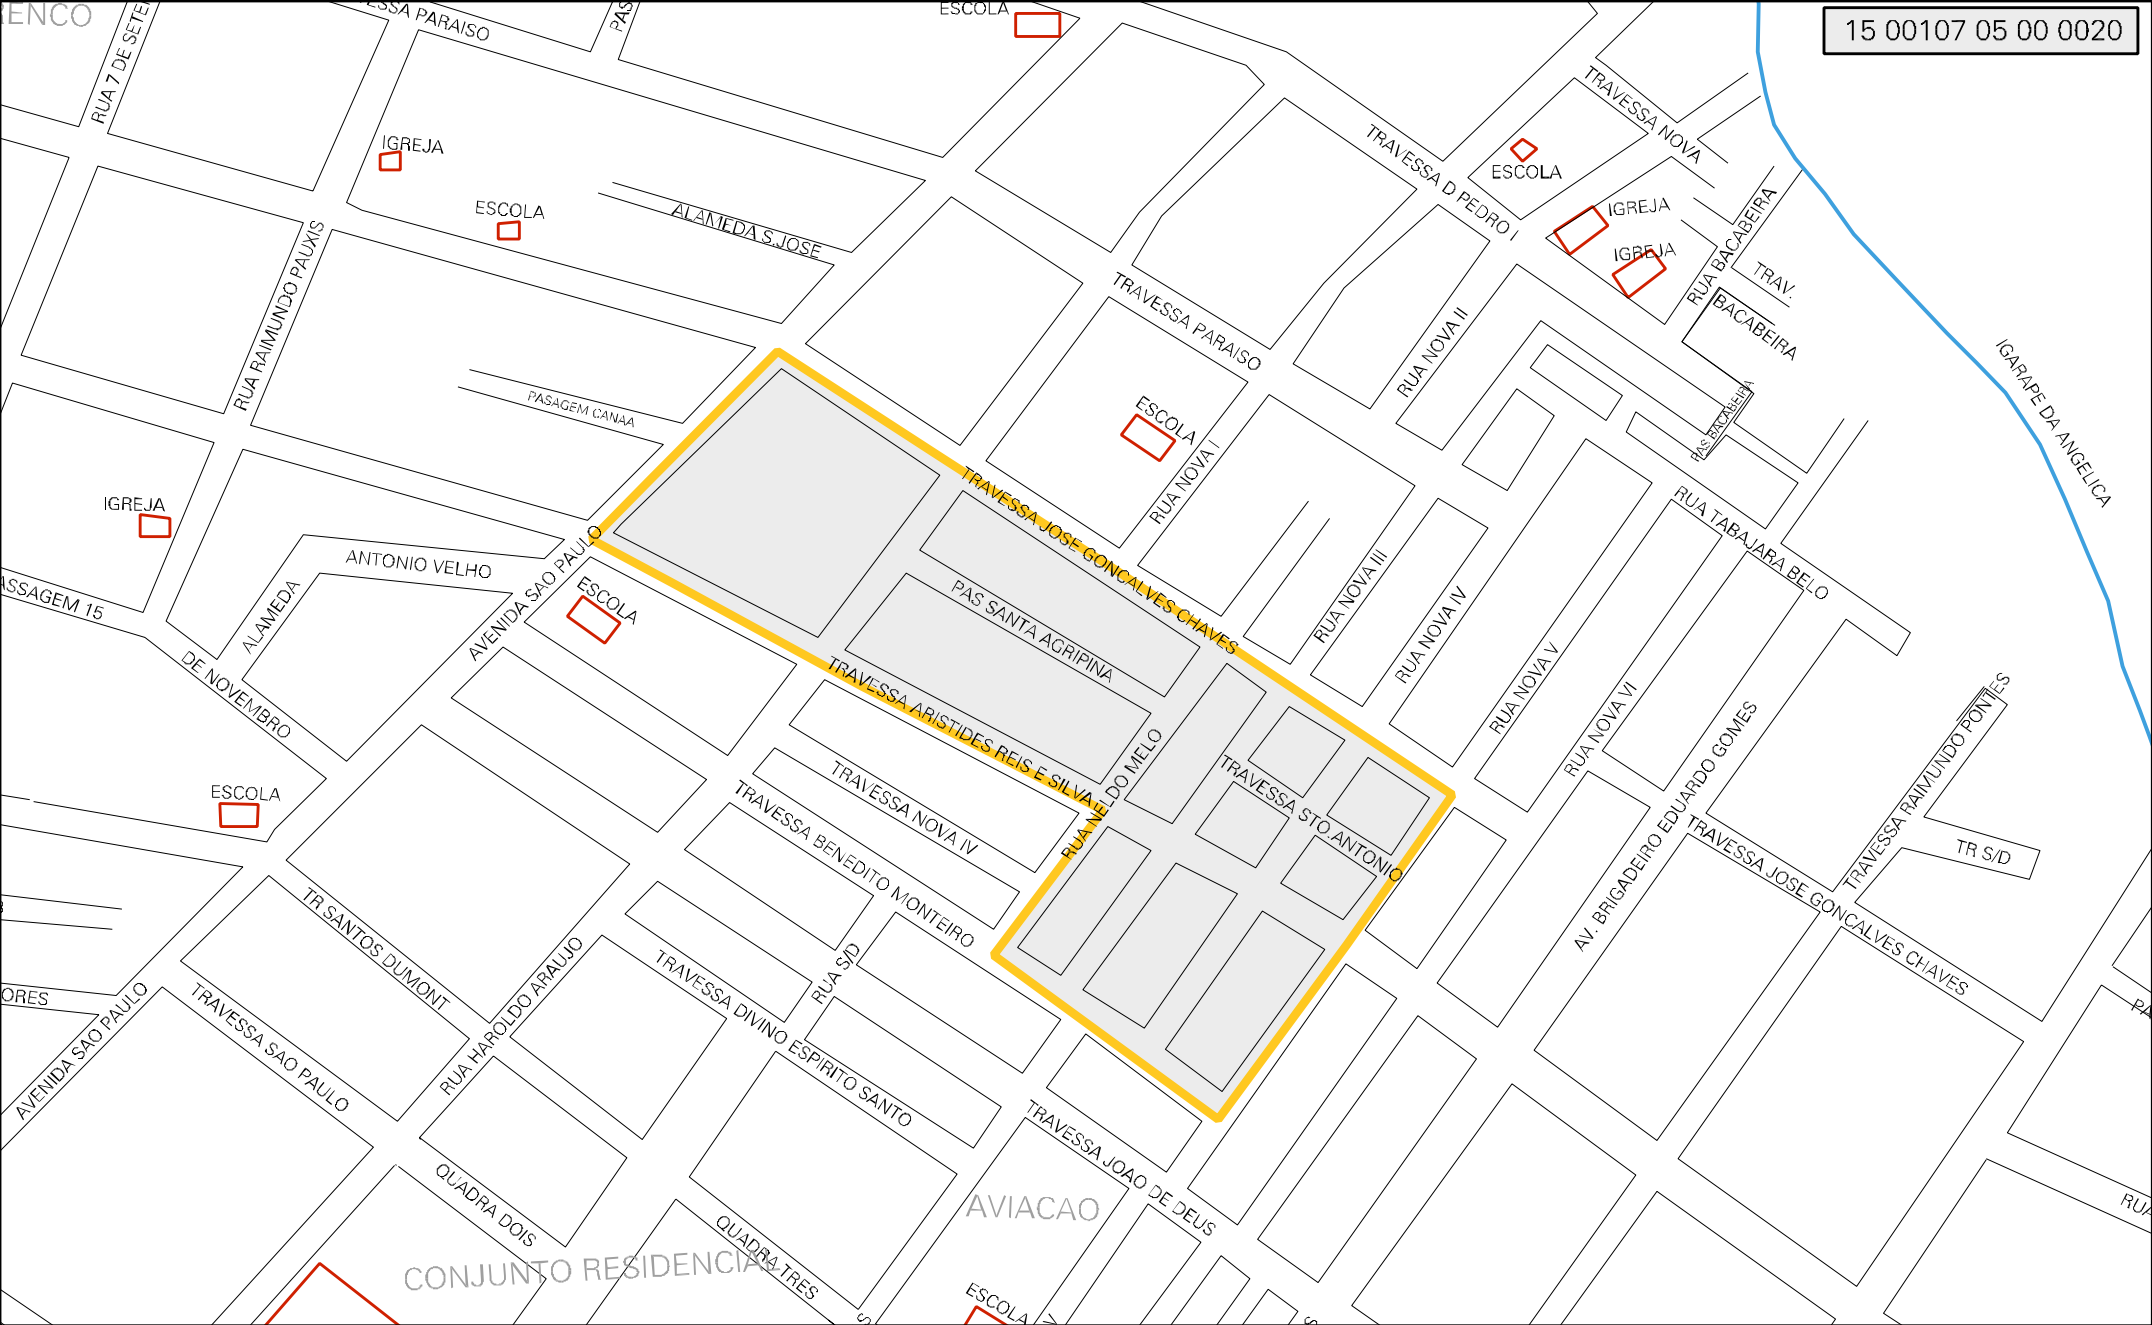 RENCO
ESSA PARAISO
PAS
ESCOLA
15 00107 05 00 0020
RUA 7 DE SETE
TRAVESSA NOVA
IGREJA
TRAVESSA D PEDRO I
ESCOLA
ESCOLA
ALAMEDA S.JOSE
IGREJA
IGREJA
RUA BACABEIRA
TRAV.
BACABEIRA
RUA RAIMUNDO PAUXIS
TRAVESSA PARAISO
RUA NOVA II
IGARAPE DA ANGELICA
PASAGEM CANAA
ESCOLA
PAS BACABEIRA
RUA NOVA I
TRAVESSA JOSE GONCALVES CHAVES
IGREJA
RUA TABAJARA BELO
ANTONIO VELHO
ALAMEDA
AVENIDA SAO PAULO
ESCOLA
PAS SANTA AGRIPINA
RUA NOVA III
RUA NOVA IV
ASSAGEM 15
DE NOVEMBRO
TRAVESSA ARISTIDES REIS E SILVA
RUA NOVA V
RUA NOVA VI
AV. BRIGADEIRO EDUARDO GOMES
TRAVESSA RAIMUNDO PONTES
RUA NELDO MELO
TRAVESSA STO.ANTONIO
ESCOLA
TRAVESSA NOVA IV
TRAVESSA BENEDITO MONTEIRO
TRAVESSA JOSE GONCALVES CHAVES
TR S/D
TR SANTOS DUMONT
RUA HAROLDO ARAUJO
RUA S/D
TRAVESSA DIVINO ESPIRITO SANTO
ORES
AVENIDA SAO PAULO
TRAVESSA SAO PAULO
PA
TRAVESSA JOAO DE DEUS
AVIACAO
QUADRA DOIS
RUA
QUADRA TRES
CONJUNTO RESIDENCIAL
ESCOLA
S
S